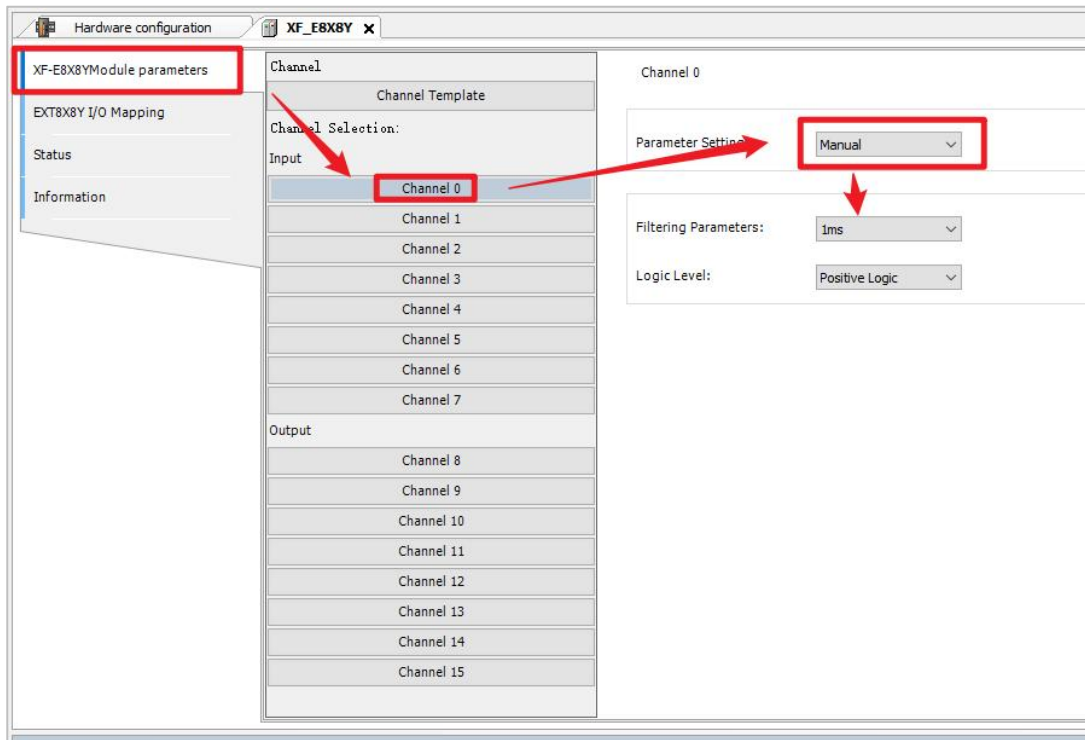 Hardware configuration
XF_E8X8Y
XF-E8X8YModule parameters
EXT8X8Y I/O Mapping
Status
Information
Channel
Channel Template
Channel Selection:
Input
Channel 0
Channel 1
Channel 2
Channel 3
Channel 4
Channel 5
Channel 6
Channel 7
Output
Channel 8
Channel 9
Channel 10
Channel 11
Channel 12
Channel 13
Channel 14
Channel 15
Channel 0
Parameter Setting Manual
Filtering Parameters: 1ms
Logic Level: Positive Logic